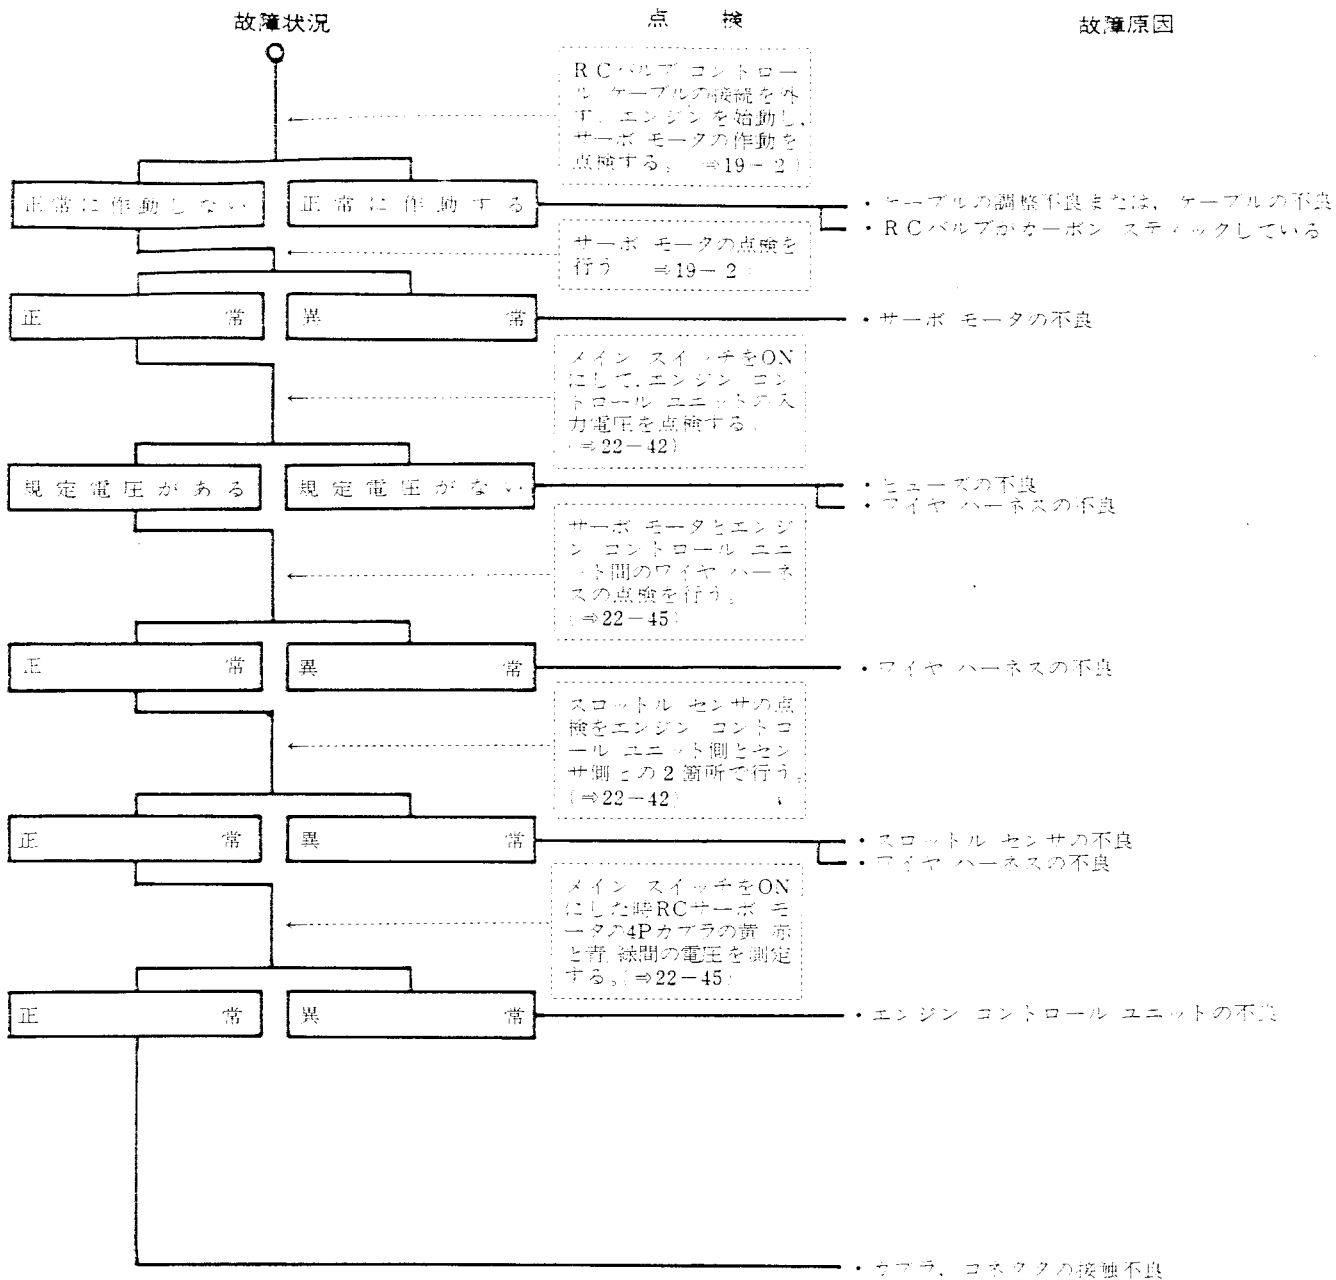 故障状況
点 検
故障原因
RCバルブ コントロー
ル ケーブルの接続を外
す。エンジンを始動し、
サーボ モータの作動を
点検する。 ⇒19-2)
正常に作動しない
正常に作動する
・ケーブルの調整不良または、ケーブルの不良
・RCバルブがカーボン スティックしている
サーボ モータの点検を
行う ⇒19-2)
正 常
異 常
・サーボ モータの不良
メイン スイッチをON
にして、エンジン コン
トロール ユニットの入
力電圧を点検する。
(⇒22-42)
規定電圧がある
規定電圧がない
・ヒューズの不良
・ワイヤ ハーネスの不良
サーボ モータとエンジ
ン コントロール ユニ
ット間のワイヤ ハーネ
スの点検を行う。
(⇒22-45)
正 常
異 常
・ワイヤ ハーネスの不良
スロットル センサの点
検をエンジン コントロ
ール ユニット側とセン
サ側との2箇所で行う。
(⇒22-42)
正 常
異 常
・スロットル センサの不良
・ワイヤ ハーネスの不良
メイン スイッチをON
にした時RCサーボ モ
ータの4Pカプラの黄 赤
と青 緑間の電圧を測定
する。(⇒22-45)
正 常
異 常
・エンジン コントロール ユニットの不良
・カプラ、コネクタの接触不良